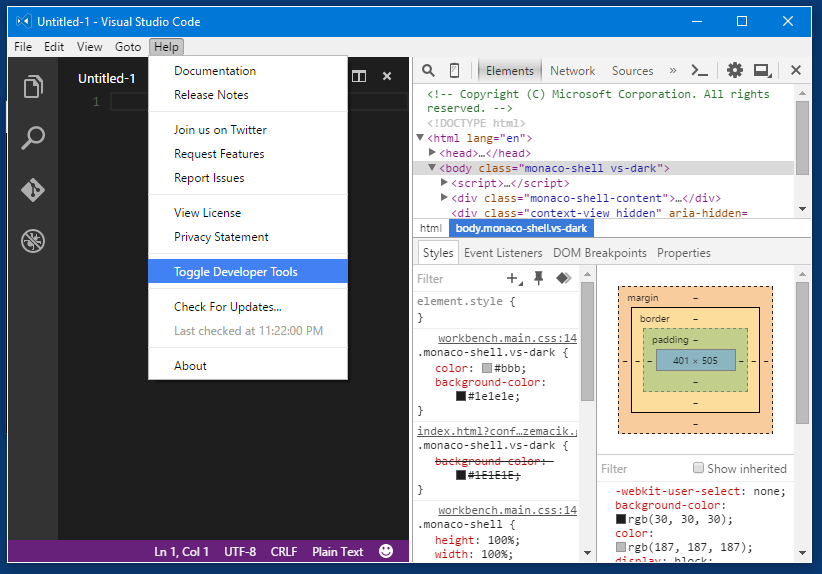 Untitled-1 - Visual Studio Code
File Edit View Goto Help
Untitled-1
1
Documentation
Release Notes
Join us on Twitter
Request Features
Report Issues
View License
Privacy Statement
Toggle Developer Tools
Check For Updates...
Last checked at 11:22:00 PM
About
Elements Network Sources »
<!-- Copyright (C) Microsoft Corporation. All rights
reserved. -->
<!DOCTYPE html>
<html lang="en">
<head>…</head>
<body class="monaco-shell vs-dark">
<script>…</script>
<div class="monaco-shell-content">…</div>
<div class="context-view hidden" aria-hidden=
html body.monaco-shell.vs-dark
Styles Event Listeners DOM Breakpoints Properties
Filter
element.style {
}
workbench.main.css:14
.monaco-shell.vs-dark {
color: #bbb;
background-color:
#1e1e1e;
}
index.html?conf…zemacik.
.monaco-shell.vs-dark {
background-color:
#1E1E1E;
}
workbench.main.css:14
.monaco-shell {
height: 100%;
width: 100%;
margin –
border –
padding –
– – – 401 × 505 – – –
–
–
–
Filter Show inherited
-webkit-user-select: none;
background-color:
rgb(30, 30, 30);
color:
rgb(187, 187, 187);
display: block;
Ln 1, Col 1 UTF-8 CRLF Plain Text